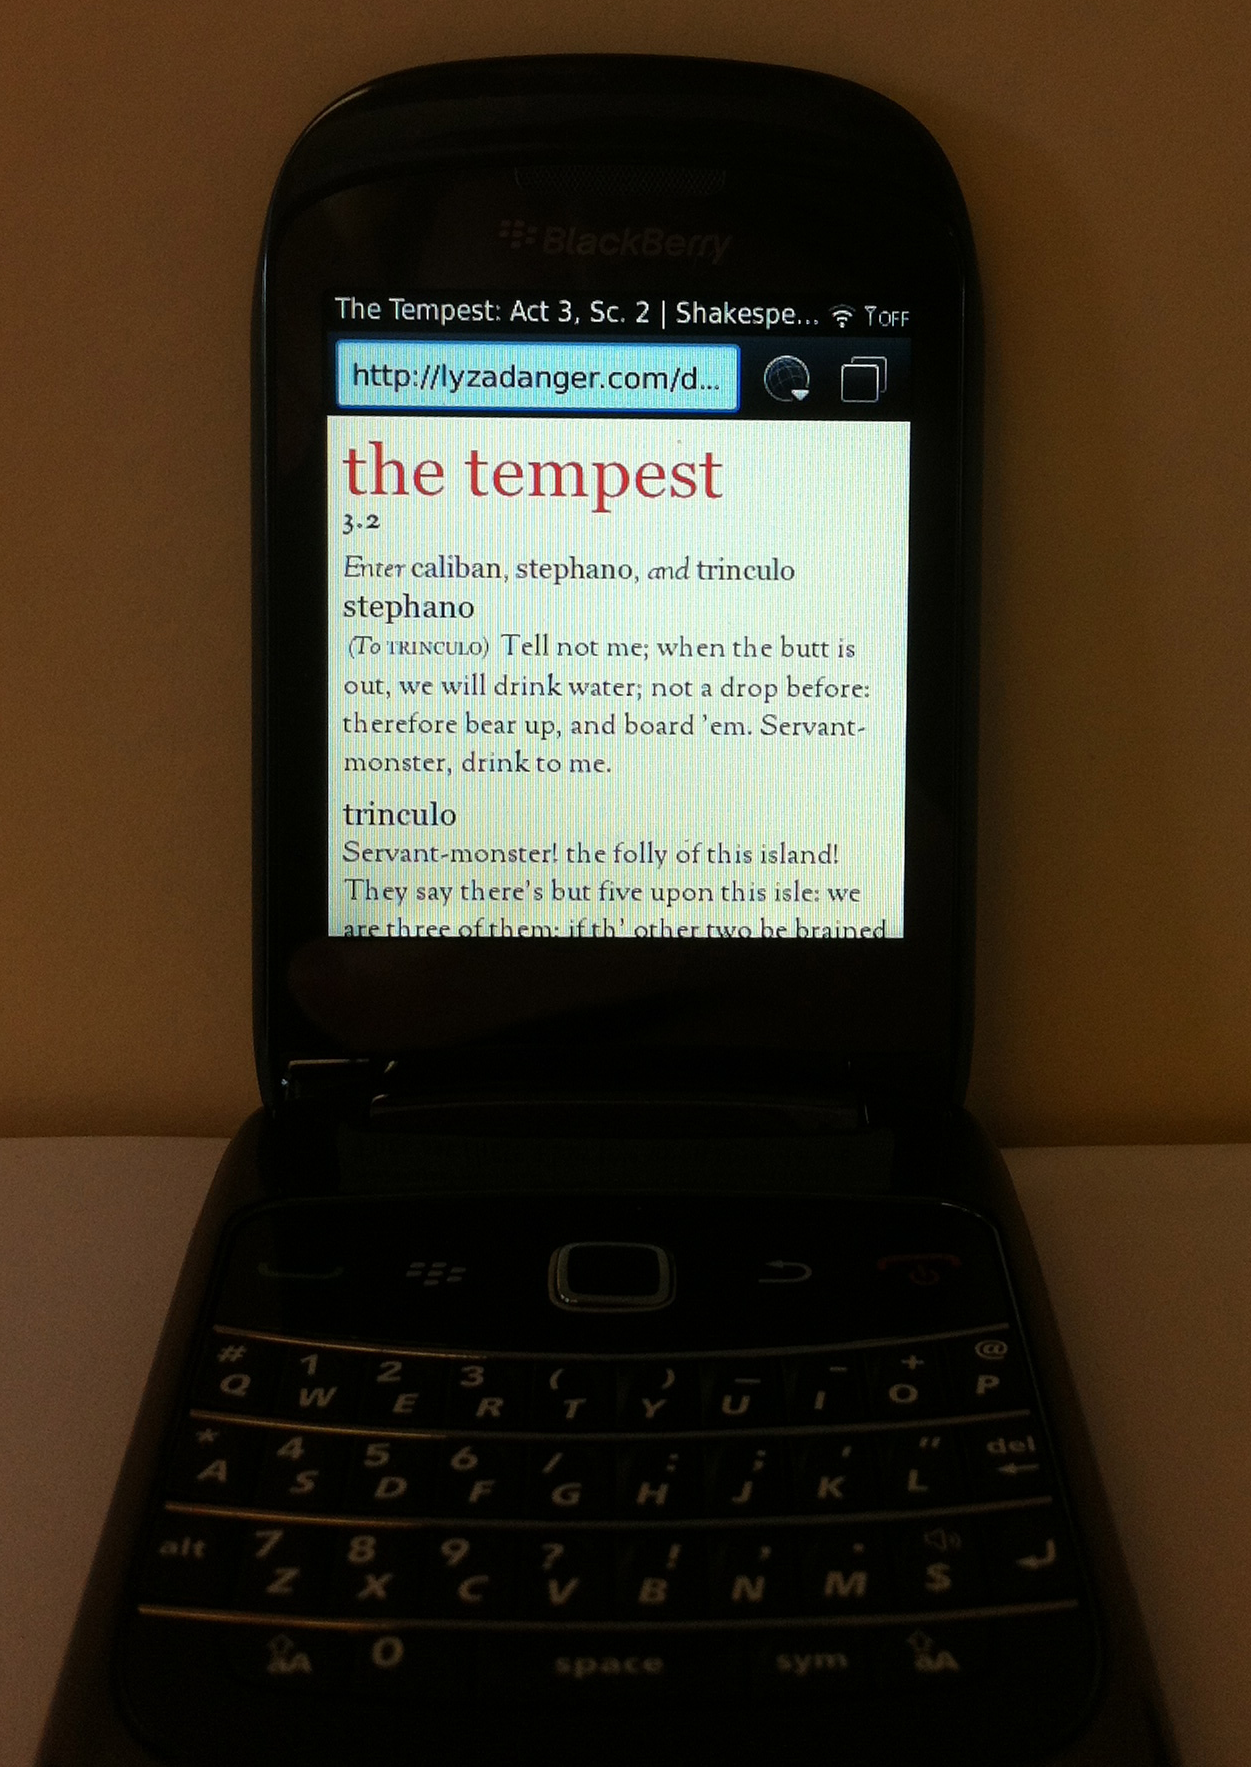 BlackBerry
The Tempest: Act 3, Sc. 2 | Shakespe... OFF
http://lyzadanger.com/d...
the tempest
3.2
Enter caliban, stephano, and trinculo
stephano
(To TRINCULO) Tell not me; when the butt is
out, we will drink water; not a drop before:
therefore bear up, and board ’em. Servant-
monster, drink to me.
trinculo
Servant-monster! the folly of this island!
They say there’s but five upon this isle: we
are three of them; if th’ other two be brained
# 1 2 3 ( ) _ - + @
Q W E R T Y U I O P
* 4 5 6 / : ; ' " del
A S D F G H J K L
alt 7 8 9 ? ! , .
Z X C V B N M $
aA 0 space sym aA